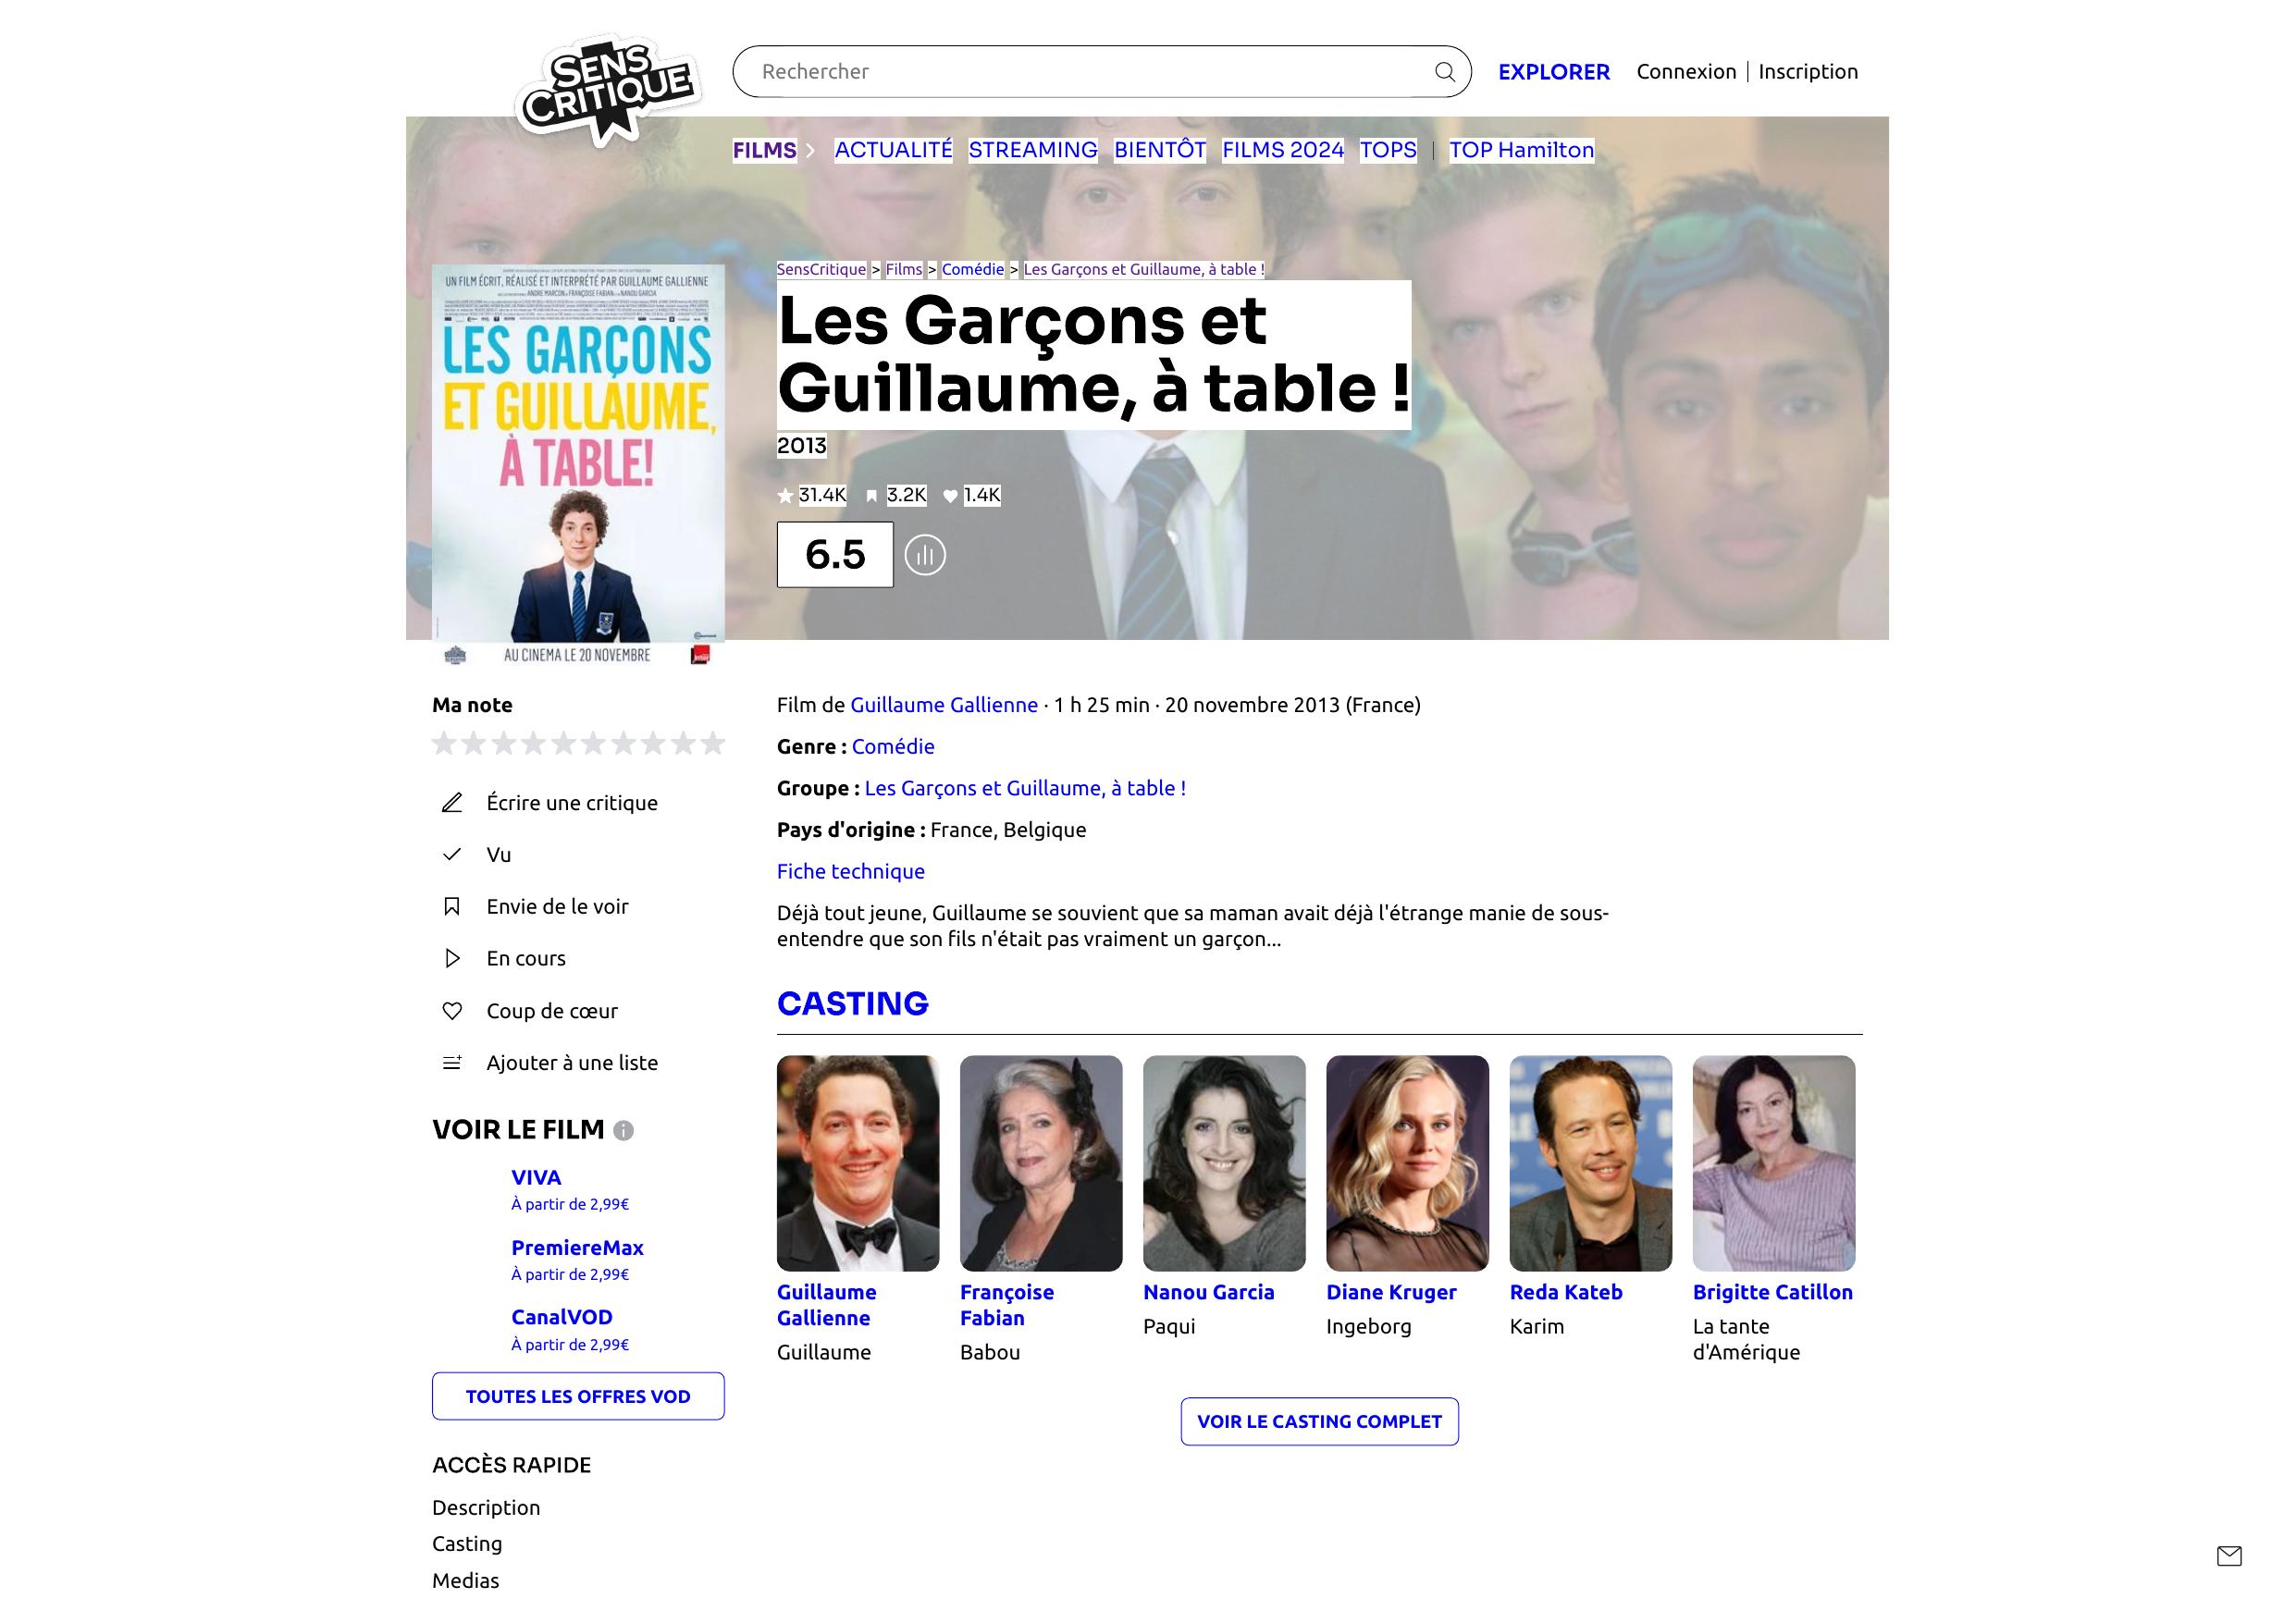 SENS
CRITIQUE
Rechercher
EXPLORER
Connexion | Inscription
FILMS
ACTUALITÉ
STREAMING
BIENTÔT
FILMS 2024
TOPS
TOP Hamilton
UN FILM ÉCRIT, RÉALISÉ ET INTERPRÉTÉ PAR GUILLAUME GALLIENNE
ANDRÉ MARCON FRANÇOISE FABIAN NANOU GARCIA
LES GARÇONS
ET GUILLAUME,
À TABLE!
AU CINEMA LE 20 NOVEMBRE
SensCritique > Films > Comédie > Les Garçons et Guillaume, à table !
Les Garçons et
Guillaume, à table !
2013
31.4K 3.2K 1.4K
6.5
Ma note
Écrire une critique
Vu
Envie de le voir
En cours
Coup de cœur
Ajouter à une liste
VOIR LE FILM
VIVA
À partir de 2,99€
PremiereMax
À partir de 2,99€
CanalVOD
À partir de 2,99€
TOUTES LES OFFRES VOD
ACCÈS RAPIDE
Description
Casting
Medias
Film de Guillaume Gallienne · 1 h 25 min · 20 novembre 2013 (France)
Genre : Comédie
Groupe : Les Garçons et Guillaume, à table !
Pays d'origine : France, Belgique
Fiche technique
Déjà tout jeune, Guillaume se souvient que sa maman avait déjà l'étrange manie de sous-
entendre que son fils n'était pas vraiment un garçon...
CASTING
Guillaume
Gallienne
Guillaume
Françoise
Fabian
Babou
Nanou Garcia
Paqui
Diane Kruger
Ingeborg
Reda Kateb
Karim
Brigitte Catillon
La tante
d'Amérique
VOIR LE CASTING COMPLET